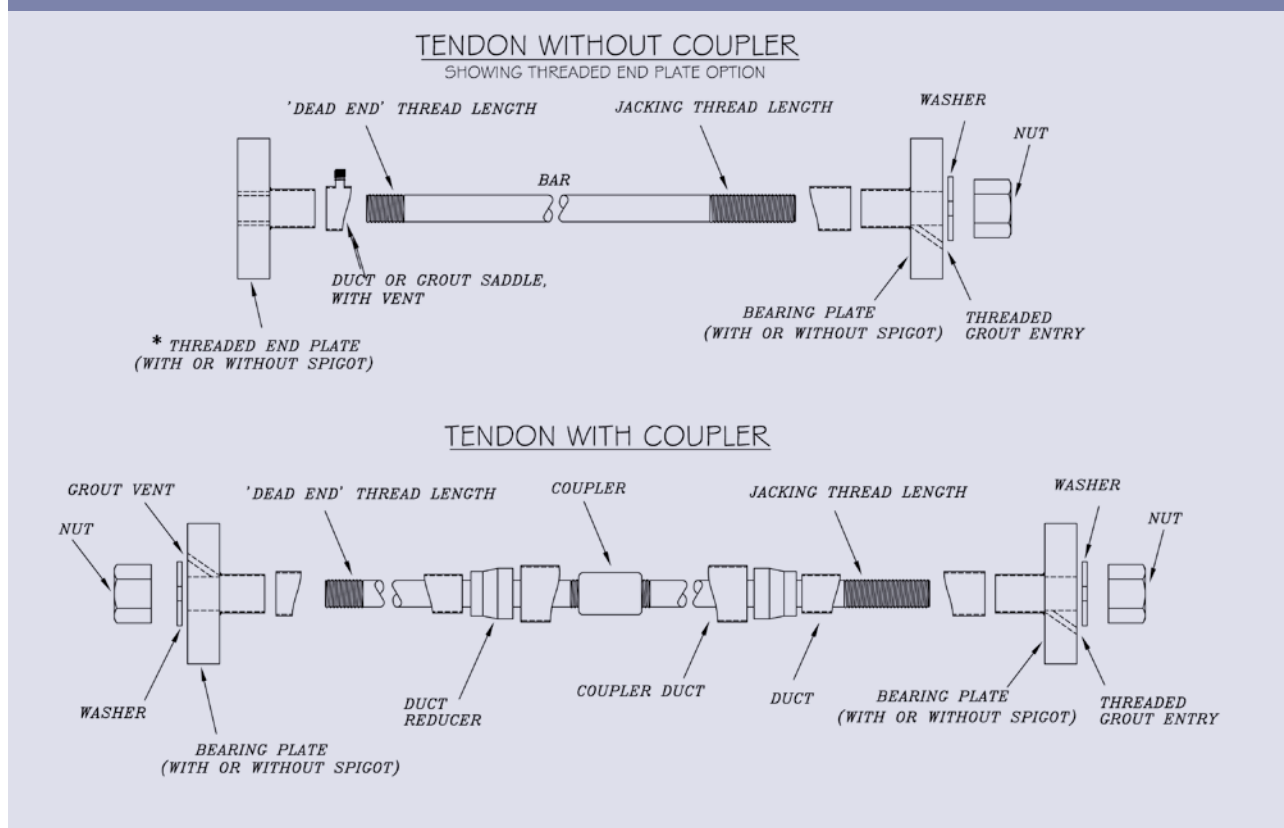 TENDON WITHOUT COUPLER
SHOWING THREADED END PLATE OPTION
'DEAD END' THREAD LENGTH
JACKING THREAD LENGTH
WASHER
NUT
BAR
DUCT OR GROUT SADDLE,
WITH VENT
* THREADED END PLATE
(WITH OR WITHOUT SPIGOT)
BEARING PLATE
(WITH OR WITHOUT SPIGOT)
THREADED
GROUT ENTRY
TENDON WITH COUPLER
GROUT VENT
'DEAD END' THREAD LENGTH
COUPLER
JACKING THREAD LENGTH
WASHER
NUT
NUT
WASHER
BEARING PLATE
(WITH OR WITHOUT SPIGOT)
DUCT
REDUCER
COUPLER DUCT
DUCT
BEARING PLATE
(WITH OR WITHOUT SPIGOT)
THREADED
GROUT ENTRY